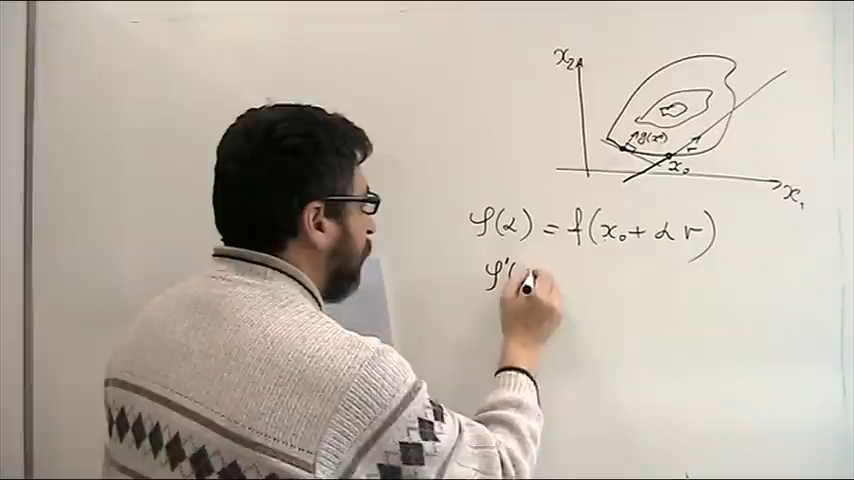 x₂
g(x⁰)
r
x₀
x₁
φ(α) = f(x₀ + α r)
φ'(